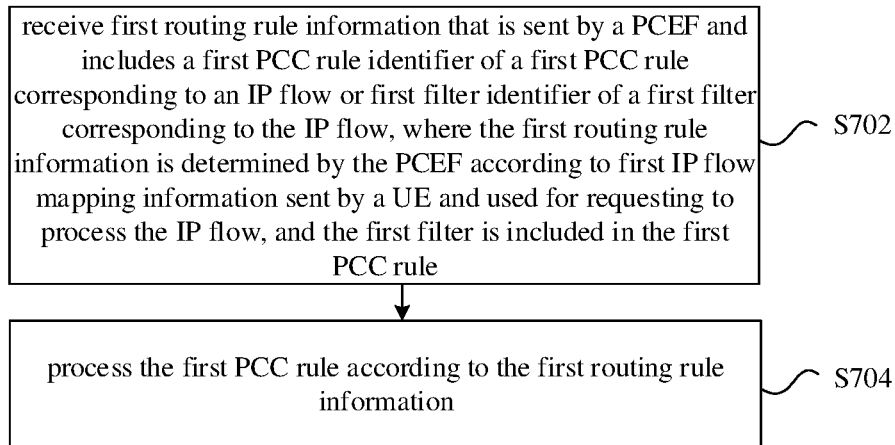 receive first routing rule information that is sent by a PCEF and
includes a first PCC rule identifier of a first PCC rule
corresponding to an IP flow or first filter identifier of a first filter
corresponding to the IP flow, where the first routing rule
information is determined by the PCEF according to first IP flow
mapping information sent by a UE and used for requesting to
process the IP flow, and the first filter is included in the first
PCC rule
S702
process the first PCC rule according to the first routing rule
information
S704